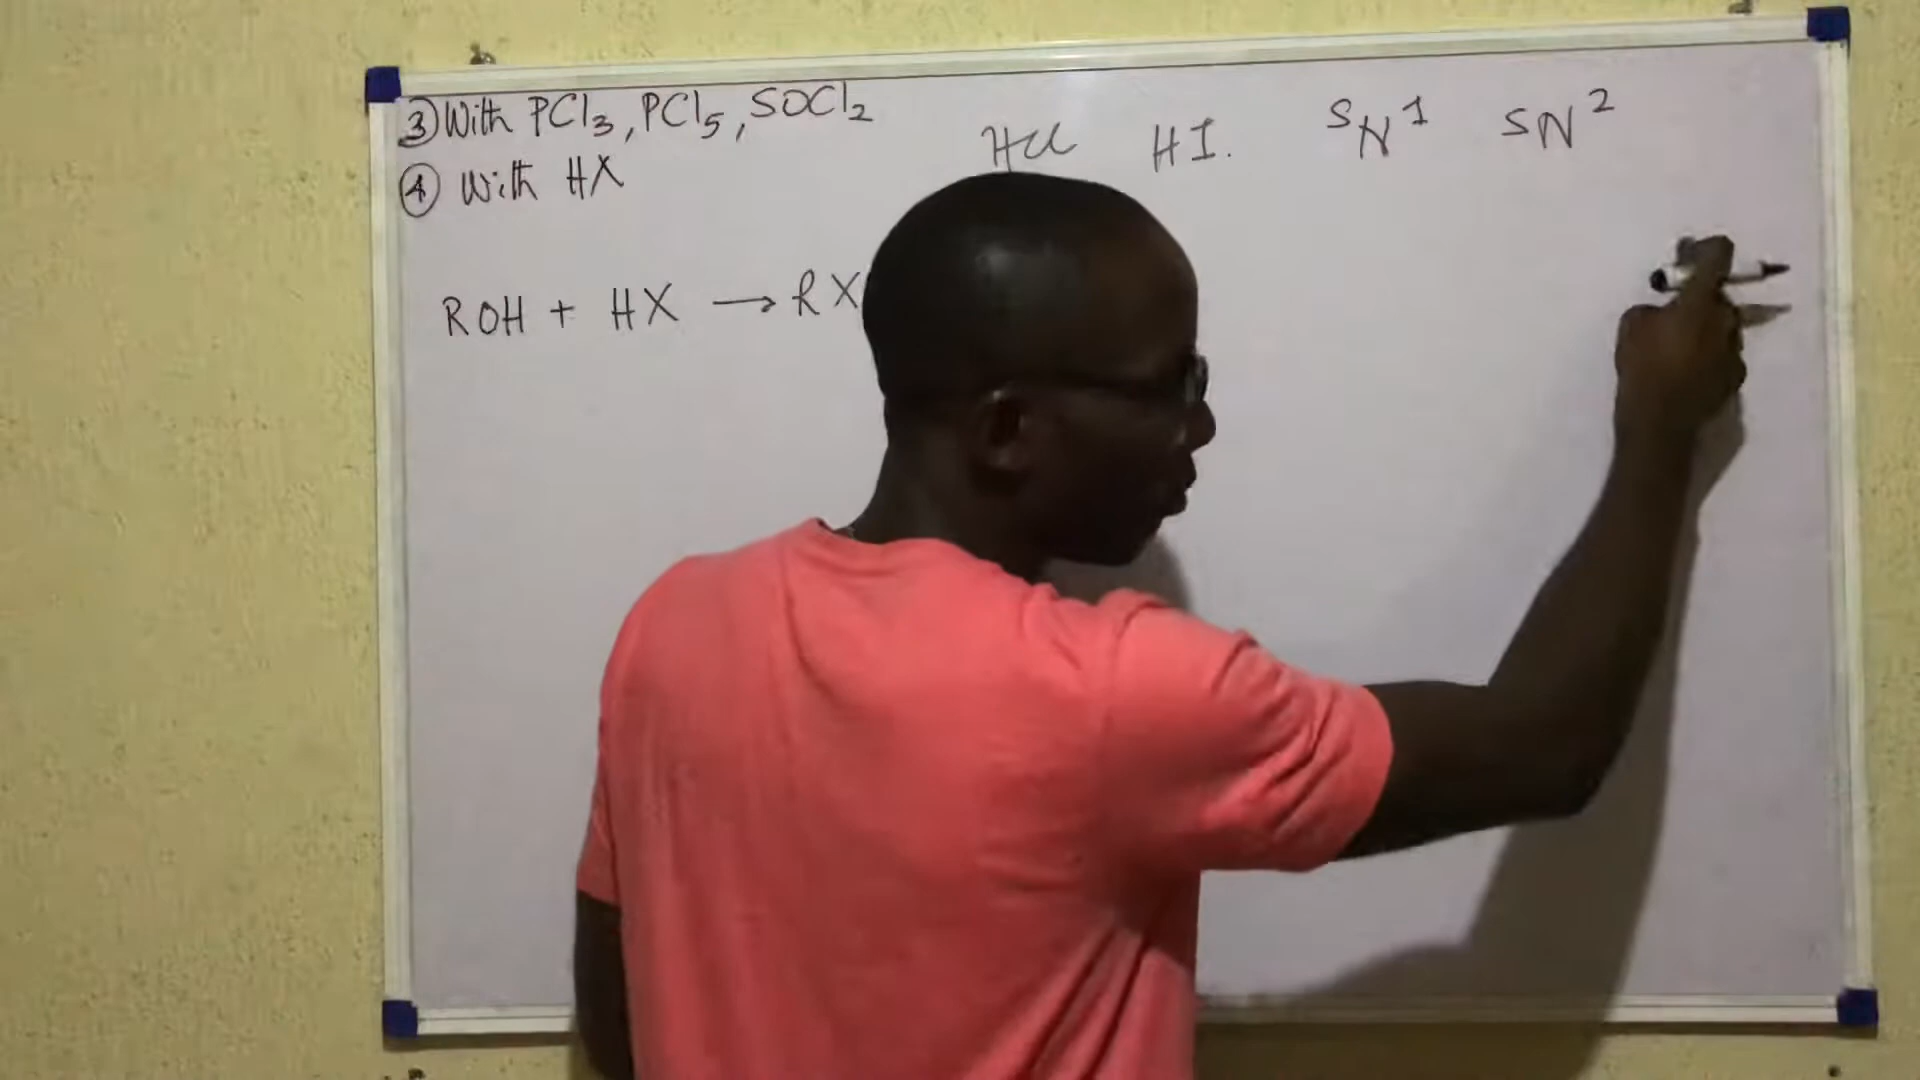 ③ With PCl₃, PCl₅, SOCl₂
④ With HX
HCl HI. SN¹ SN²
ROH + HX → RX